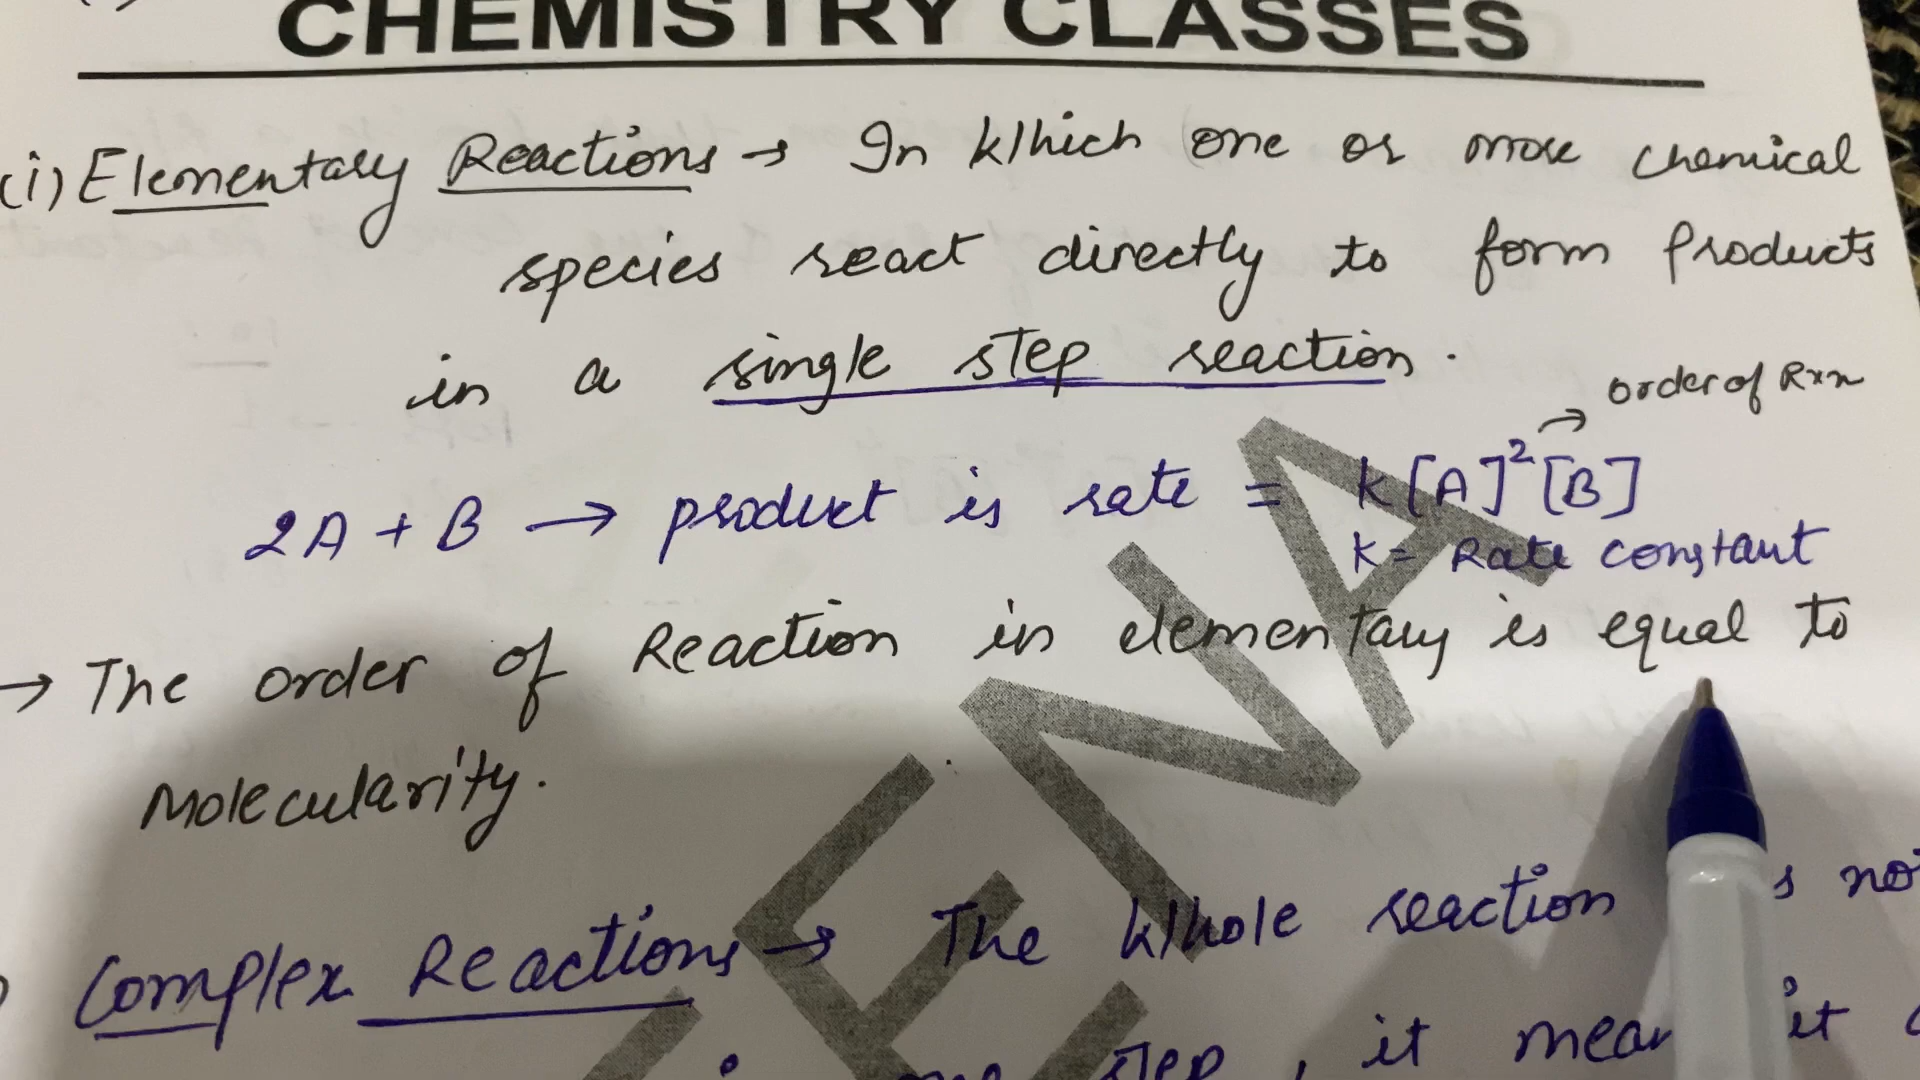 CHEMISTRY CLASSES
(i) Elementary Reactions → In Which one or more chemical
species react directly to form products
in a single step reaction.
order of Rxn
2A + B → product is rate = k[A]²[B]
k = Rate constant
→ The order of Reaction in elementary is equal to
Molecularity.
Complex Reactions → The Whole reaction
step, it
ENA